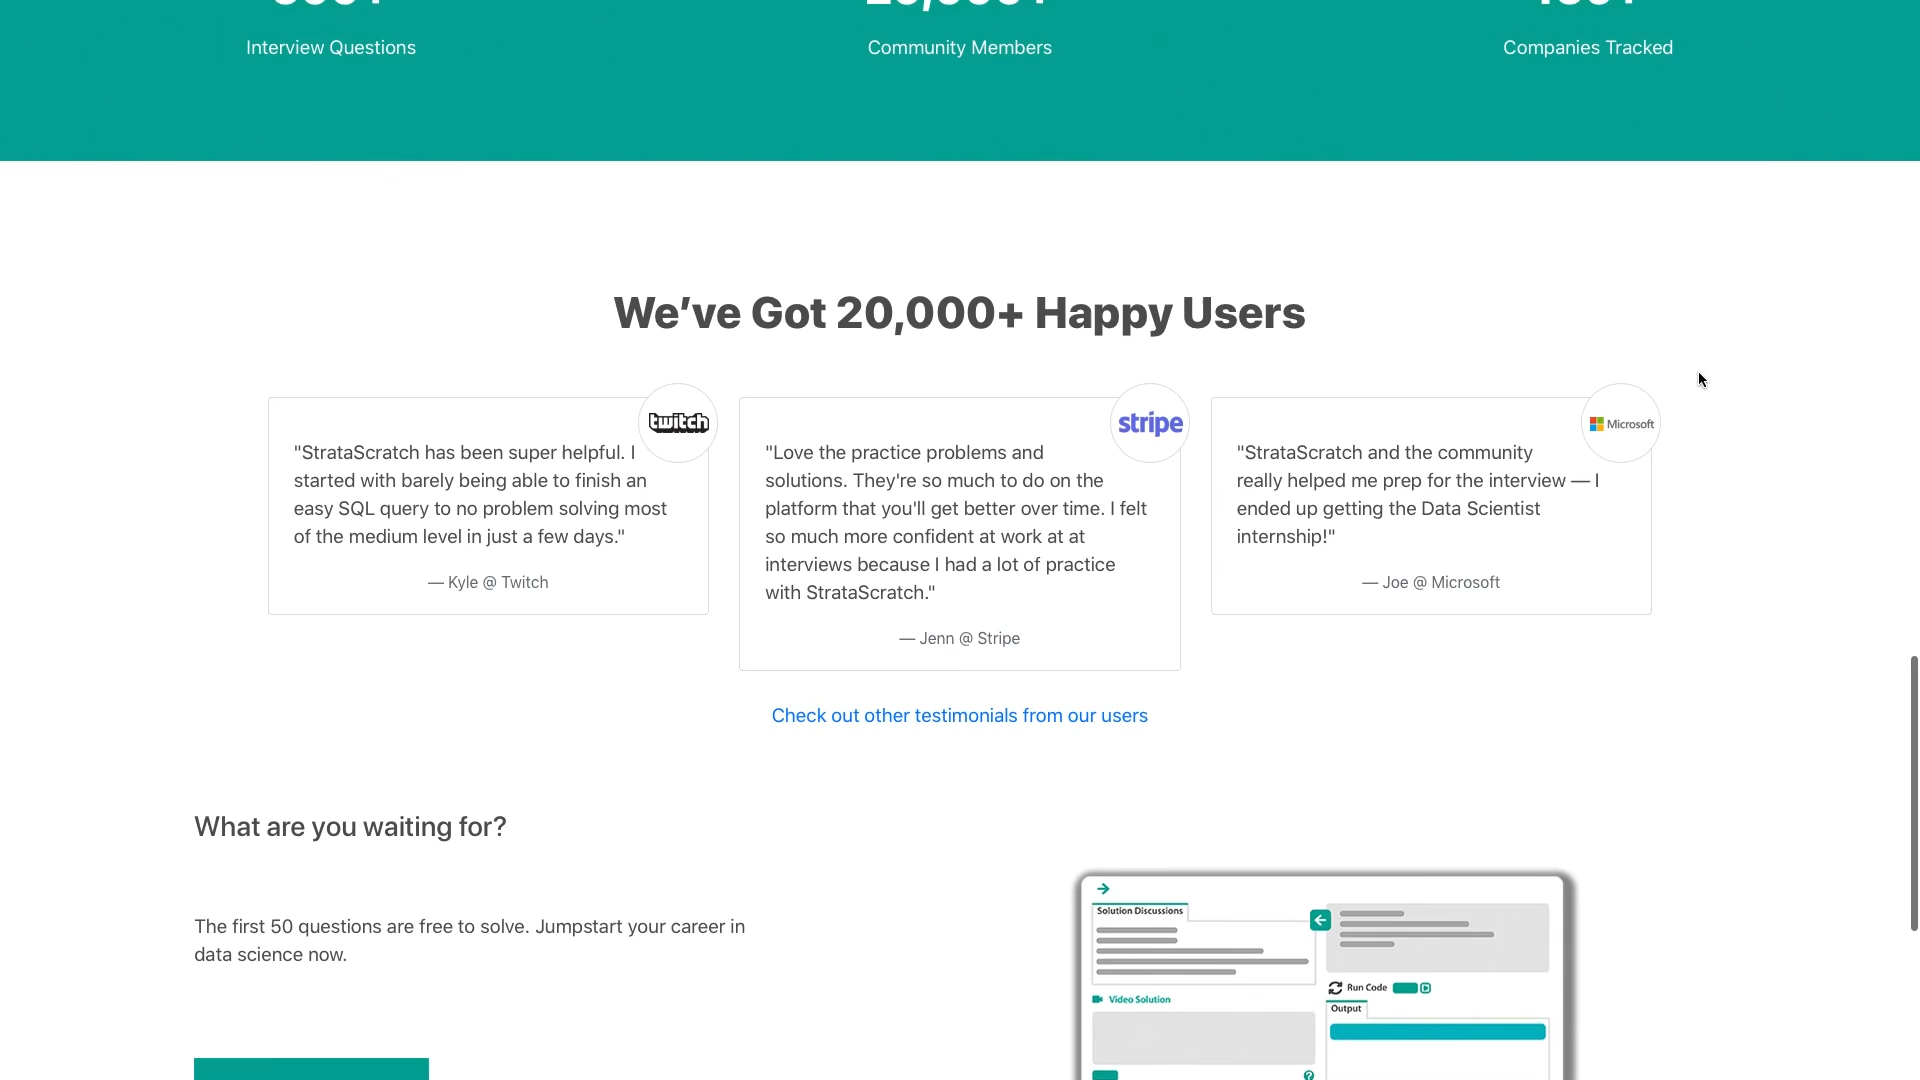 Interview Questions
Community Members
Companies Tracked
We've Got 20,000+ Happy Users
twitch
stripe
Microsoft
"StrataScratch has been super helpful. I
started with barely being able to finish an
easy SQL query to no problem solving most
of the medium level in just a few days."
— Kyle @ Twitch
"Love the practice problems and
solutions. They're so much to do on the
platform that you'll get better over time. I felt
so much more confident at work at at
interviews because I had a lot of practice
with StrataScratch."
— Jenn @ Stripe
"StrataScratch and the community
really helped me prep for the interview — I
ended up getting the Data Scientist
internship!"
— Joe @ Microsoft
Check out other testimonials from our users
What are you waiting for?
The first 50 questions are free to solve. Jumpstart your career in
data science now.
Solution Discussions
Run Code
Video Solution
Output